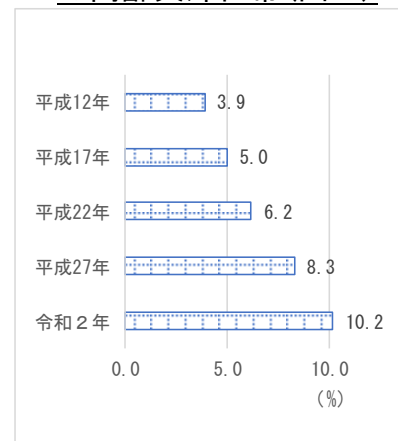 平成12年 3.9
平成17年 5.0
平成22年 6.2
平成27年 8.3
令和２年 10.2
0.0 5.0 10.0
(%)